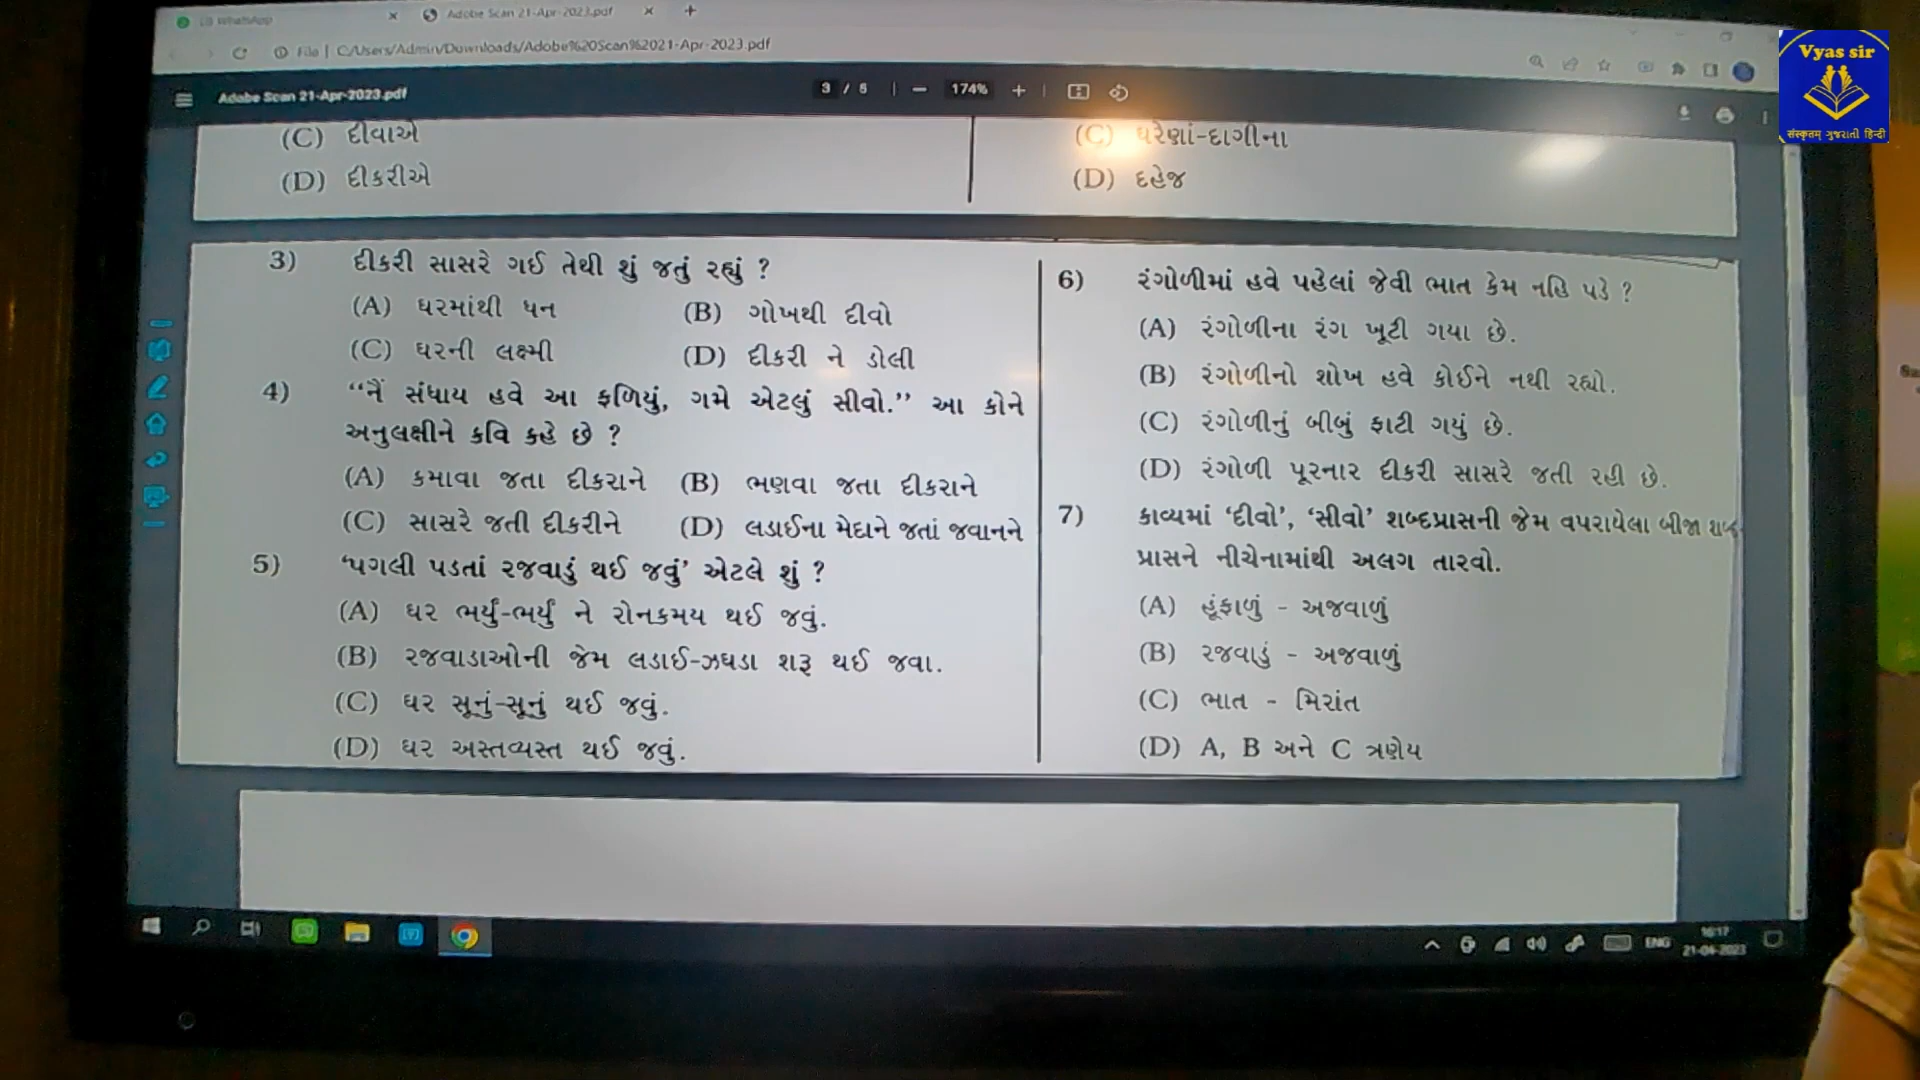 WhatsApp
Adobe Scan 21-Apr-2023.pdf
File | C:/Users/Admin/Downloads/Adobe%20Scan%2021-Apr-2023.pdf
Adobe Scan 21-Apr-2023.pdf
3 / 6 | − 174% +
Vyas sir
संस्कृतम् ગુજરાતી हिन्दी
(C) દીવાએ
(D) દીકરીએ
(C) ઘરેણાં-દાગીના
(D) દહેજ
3) દીકરી સાસરે ગઈ તેથી શું જતું રહ્યું ?
(A) ઘરમાંથી ધન (B) ગોખથી દીવો
(C) ઘરની લક્ષ્મી (D) દીકરી ને ડોલી
4) “નૈં સંધાય હવે આ ફળિયું, ગમે એટલું સીવો.” આ કોને
અનુલક્ષીને કવિ કહે છે ?
(A) કમાવા જતા દીકરાને (B) ભણવા જતા દીકરાને
(C) સાસરે જતી દીકરીને (D) લડાઈના મેદાને જતાં જવાનને
5) ‘પગલી પડતાં રજવાડું થઈ જવું’ એટલે શું ?
(A) ઘર ભર્યું-ભર્યું ને રોનકમય થઈ જવું.
(B) રજવાડાઓની જેમ લડાઈ-ઝઘડા શરૂ થઈ જવા.
(C) ઘર સૂનું-સૂનું થઈ જવું.
(D) ઘર અસ્તવ્યસ્ત થઈ જવું.
6) રંગોળીમાં હવે પહેલાં જેવી ભાત કેમ નહિ પડે ?
(A) રંગોળીના રંગ ખૂટી ગયા છે.
(B) રંગોળીનો શોખ હવે કોઈને નથી રહ્યો.
(C) રંગોળીનું બીબું ફાટી ગયું છે.
(D) રંગોળી પૂરનાર દીકરી સાસરે જતી રહી છે.
7) કાવ્યમાં ‘દીવો’, ‘સીવો’ શબ્દપ્રાસની જેમ વપરાયેલા બીજા શબ્દ
પ્રાસને નીચેનામાંથી અલગ તારવો.
(A) હૂંફાળું - અજવાળું
(B) રજવાડું - અજવાળું
(C) ભાત - મિરાંત
(D) A, B અને C ત્રણેય
ENG
16:17
21-04-2023